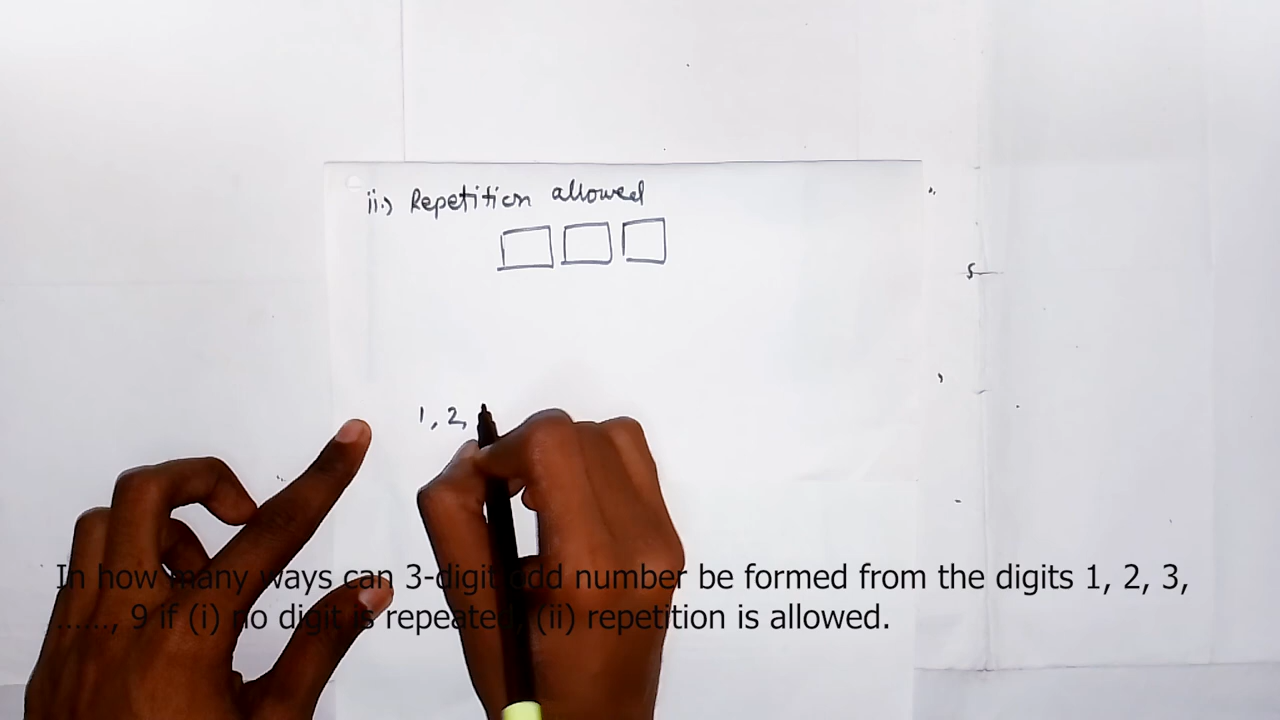 ii.) Repetition allowed
1, 2,
In how many ways can 3-digit odd number be formed from the digits 1, 2, 3,
......, 9 if (i) no digit is repeated, (ii) repetition is allowed.